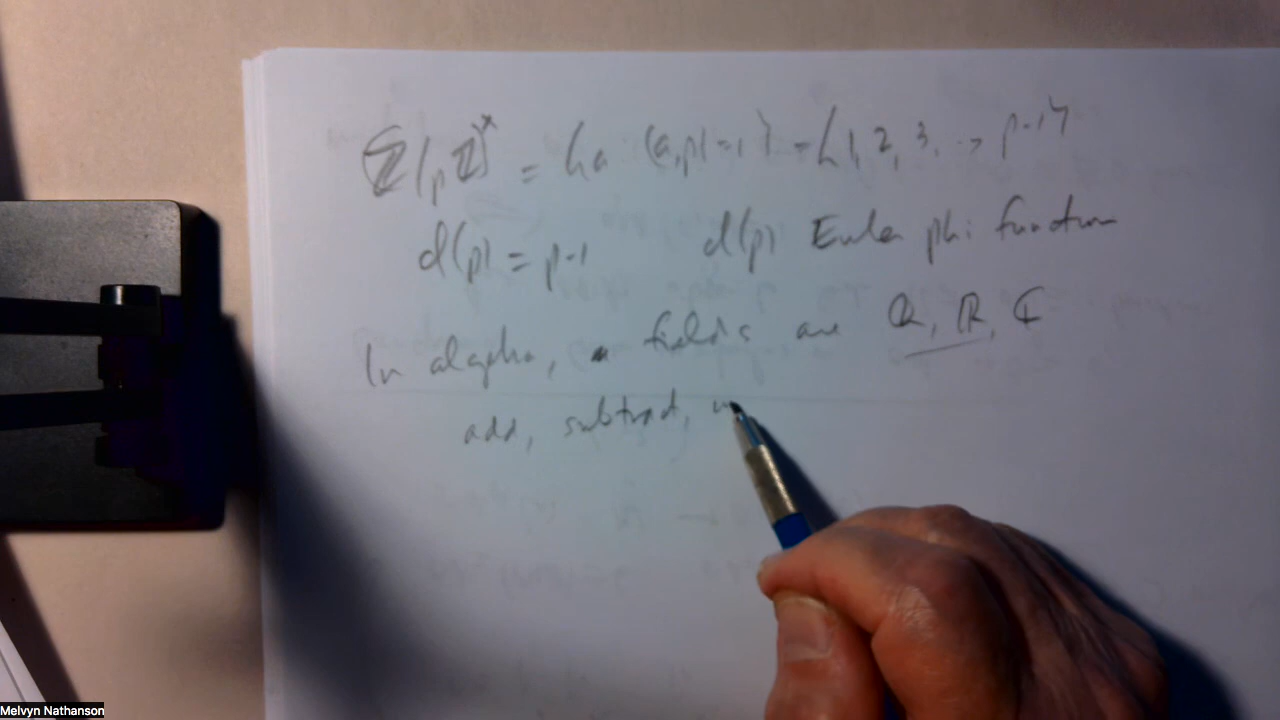 (ℤ/pℤ)^× = {a (a,p)=1} = {1, 2, 3, .., p-1}
φ(p) = p-1 φ(p) Euler phi function
In algebra, fields are ℚ, ℝ, ℂ
add, subtract,
Melvyn Nathanson